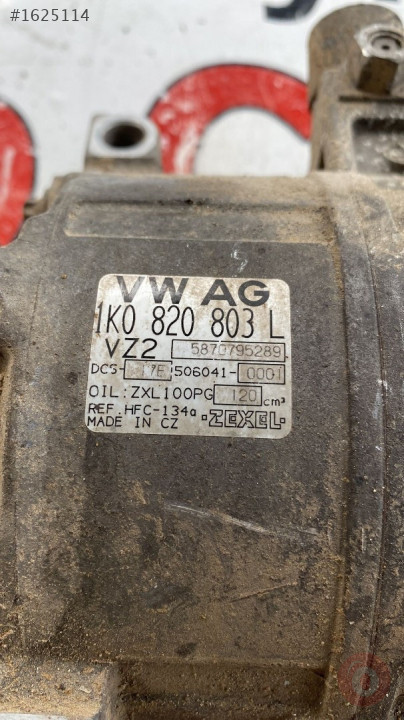 #1625114
VW AG
1K0 820 803 L
VZ2 5870795289
DCS-17E 506041-0001
OIL:ZXL100PG 120 cm³
REF.HFC-134a ·ZEXEL·
MADE IN CZ